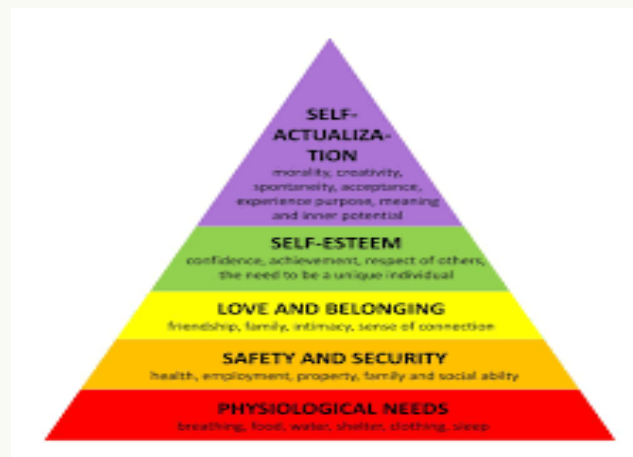 SELF-
ACTUALIZA-
TION
morality, creativity,
spontaneity, acceptance,
experience purpose, meaning
and inner potential
SELF-ESTEEM
confidence, achievement, respect of others,
the need to be a unique individual
LOVE AND BELONGING
friendship, family, intimacy, sense of connection
SAFETY AND SECURITY
health, employment, property, family and social abilty
PHYSIOLOGICAL NEEDS
breathing, food, water, shelter, clothing, sleep